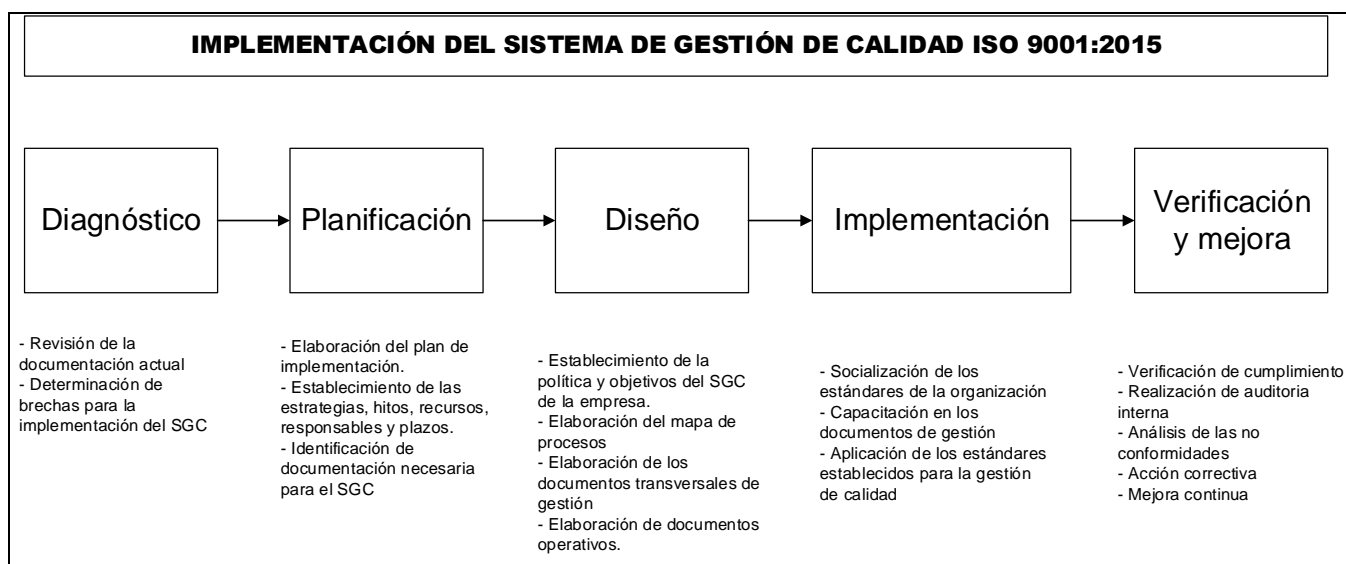 IMPLEMENTACIÓN DEL SISTEMA DE GESTIÓN DE CALIDAD ISO 9001:2015
Diagnóstico
Planificación
Diseño
Implementación
Verificación
y mejora
- Revisión de la
documentación actual
- Determinación de
brechas para la
implementación del SGC
- Elaboración del plan de
implementación.
- Establecimiento de las
estrategias, hitos, recursos,
responsables y plazos.
- Identificación de
documentación necesaria
para el SGC
- Establecimiento de la
política y objetivos del SGC
de la empresa.
- Elaboración del mapa de
procesos
- Elaboración de los
documentos transversales de
gestión
- Elaboración de documentos
operativos.
- Socialización de los
estándares de la organización
- Capacitación en los
documentos de gestión
- Aplicación de los estándares
establecidos para la gestión
de calidad
- Verificación de cumplimiento
- Realización de auditoria
interna
- Análisis de las no
conformidades
- Acción correctiva
- Mejora continua